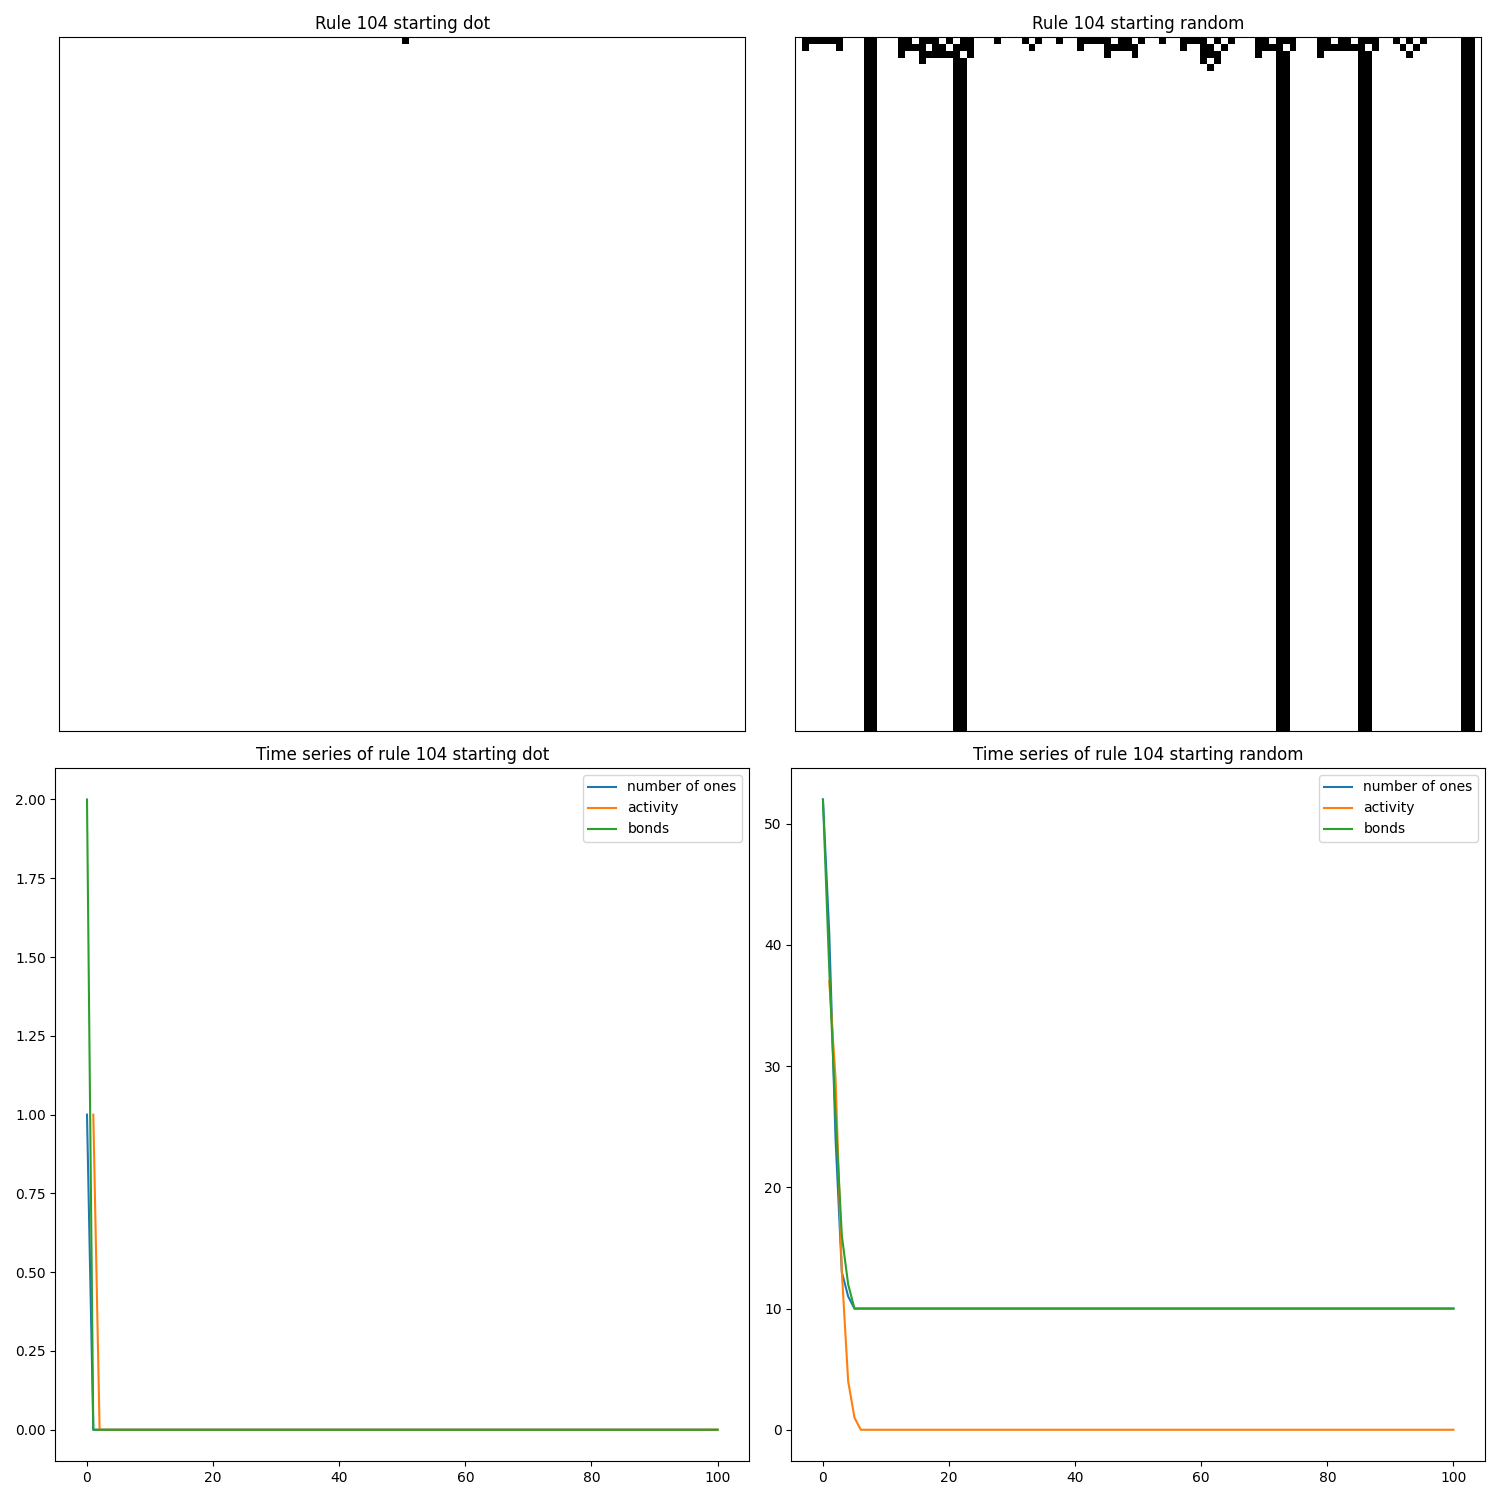 Rule 104 starting dot
Rule 104 starting random
Time series of rule 104 starting dot
2.00
1.75
1.50
1.25
1.00
0.75
0.50
0.25
0.00
0
20
40
60
80
100
number of ones
activity
bonds
Time series of rule 104 starting random
50
40
30
20
10
0
0
20
40
60
80
100
number of ones
activity
bonds